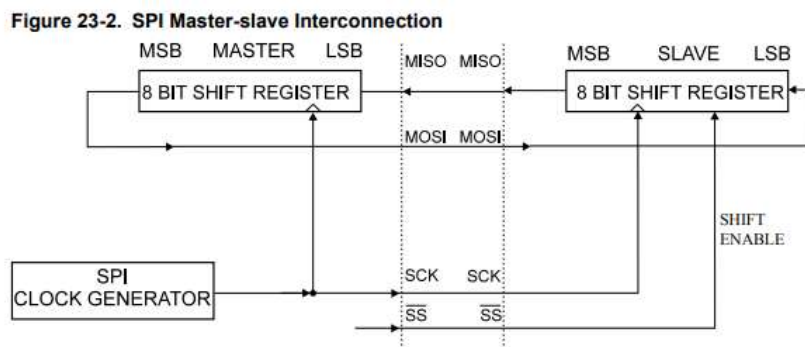 Figure 23-2. SPI Master-slave Interconnection
MSB MASTER LSB
MISO MISO
MSB SLAVE LSB
8 BIT SHIFT REGISTER
8 BIT SHIFT REGISTER
MOSI MOSI
SHIFT
ENABLE
SPI
CLOCK GENERATOR
SCK SCK
SS SS